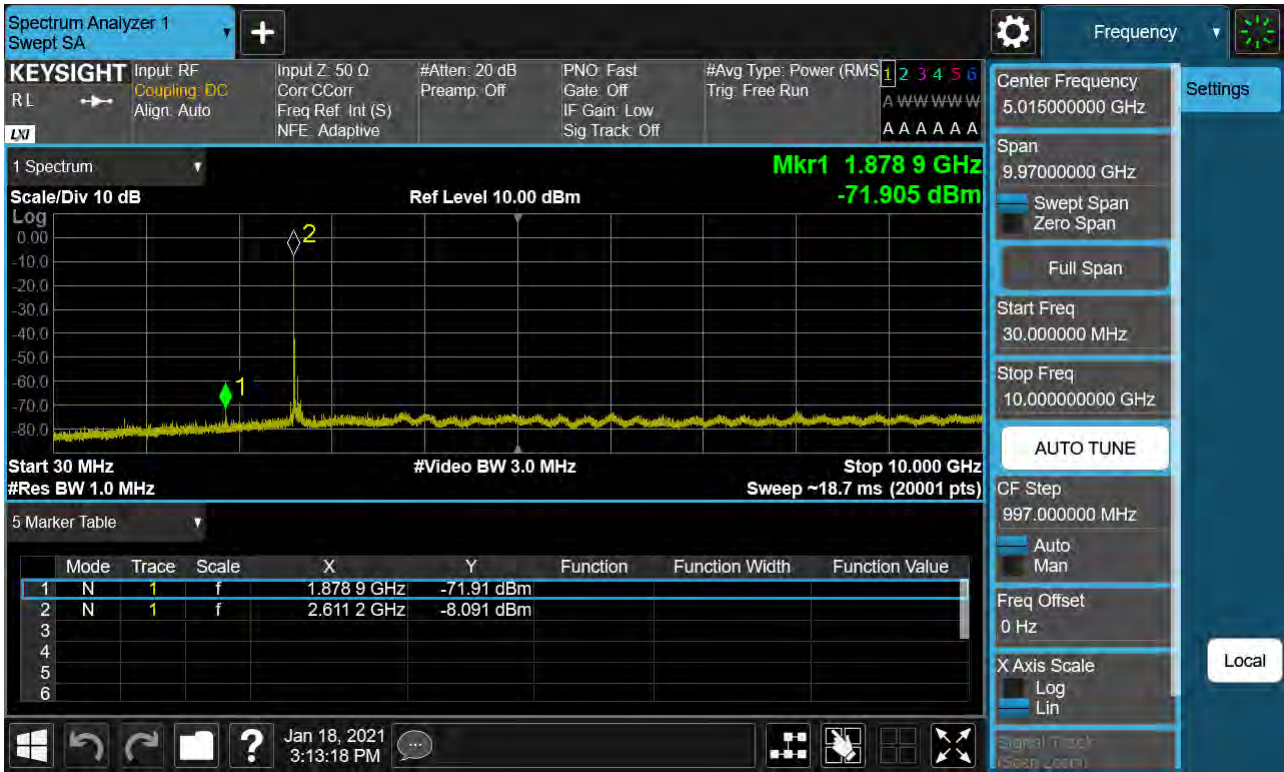 Spectrum Analyzer 1
Swept SA
+
Frequency
KEYSIGHT
RL
LXI
Input: RF
Coupling: DC
Align: Auto
Input Z: 50 Ω
Corr CCorr
Freq Ref: Int (S)
NFE: Adaptive
#Atten: 20 dB
Preamp: Off
PNO: Fast
Gate: Off
IF Gain: Low
Sig Track: Off
#Avg Type: Power (RMS
Trig: Free Run
1 2 3 4 5 6
A W W W W W
A A A A A A
1 Spectrum
Mkr1 1.878 9 GHz
-71.905 dBm
Scale/Div 10 dB
Ref Level 10.00 dBm
Log
0.00
-10.0
-20.0
-30.0
-40.0
-50.0
-60.0
-70.0
-80.0
2
1
Start 30 MHz
#Video BW 3.0 MHz
Stop 10.000 GHz
#Res BW 1.0 MHz
Sweep ~18.7 ms (20001 pts)
5 Marker Table
Mode Trace Scale X Y Function Function Width Function Value
1 N 1 f 1.878 9 GHz -71.91 dBm
2 N 1 f 2.611 2 GHz -8.091 dBm
3
4
5
6
Center Frequency
5.015000000 GHz
Settings
Span
9.97000000 GHz
Swept Span
Zero Span
Full Span
Start Freq
30.000000 MHz
Stop Freq
10.000000000 GHz
AUTO TUNE
CF Step
997.000000 MHz
Auto
Man
Freq Offset
0 Hz
X Axis Scale
Log
Lin
Signal Track
(Span Zoom)
Local
?
Jan 18, 2021
3:13:18 PM